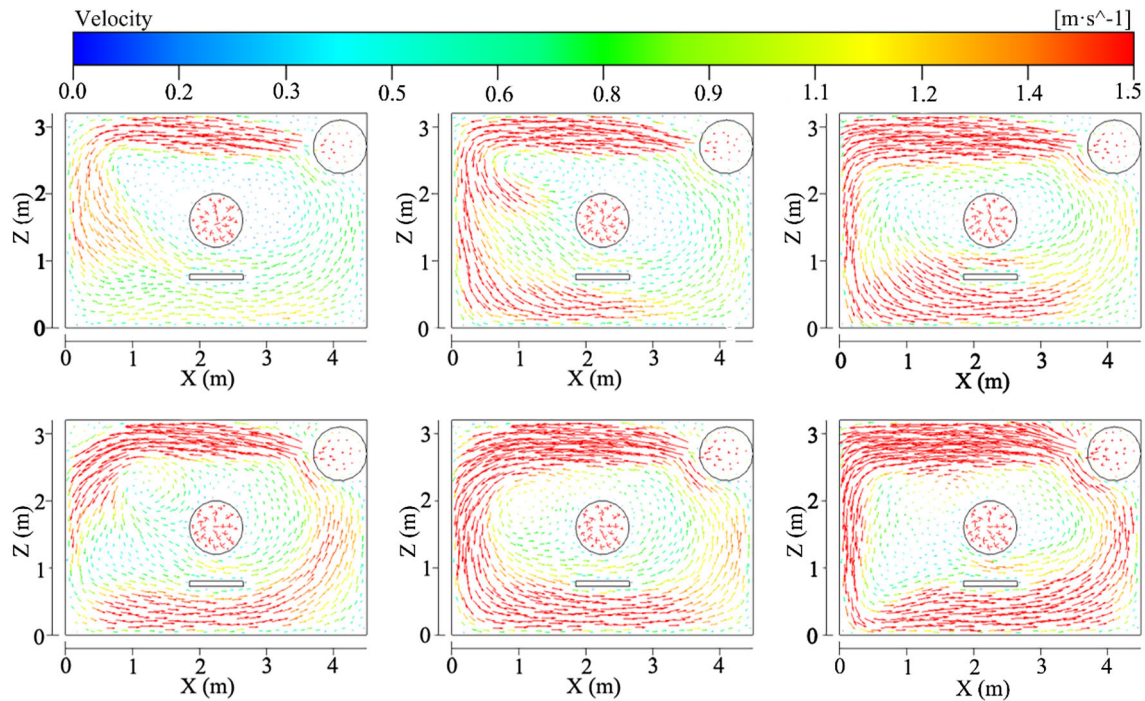 Velocity [m·s^-1]
0.0 0.2 0.3 0.5 0.6 0.8 0.9 1.1 1.2 1.4 1.5
3 3 3
Z (m) Z (m) Z (m)
2 2 2
1 1 1
0 0 0
0 1 2 3 4 0 1 2 3 4 0 1 2 3 4
X (m) X (m) X (m)
3 3 3
Z (m) Z (m) Z (m)
2 2 2
1 1 1
0 0 0
0 1 2 3 4 0 1 2 3 4 0 1 2 3 4
X (m) X (m) X (m)